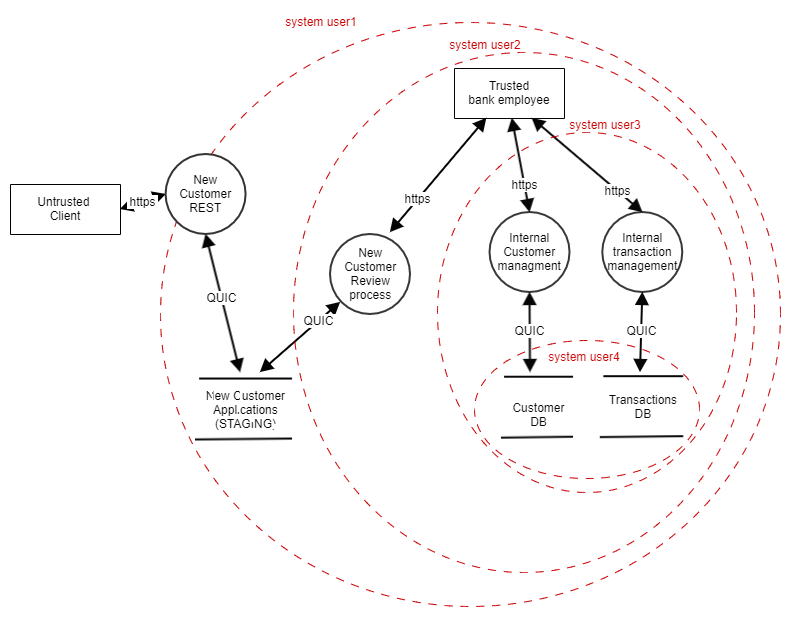 system user1
system user2
Trusted
bank employee
system user3
New
Customer
REST
Untrusted
Client
https
https
https
https
New
Customer
Review
process
Internal
Customer
managment
Internal
transaction
management
QUIC
QUIC
QUIC
QUIC
system user4
New Customer
Applications
(STAGING)
Customer
DB
Transactions
DB